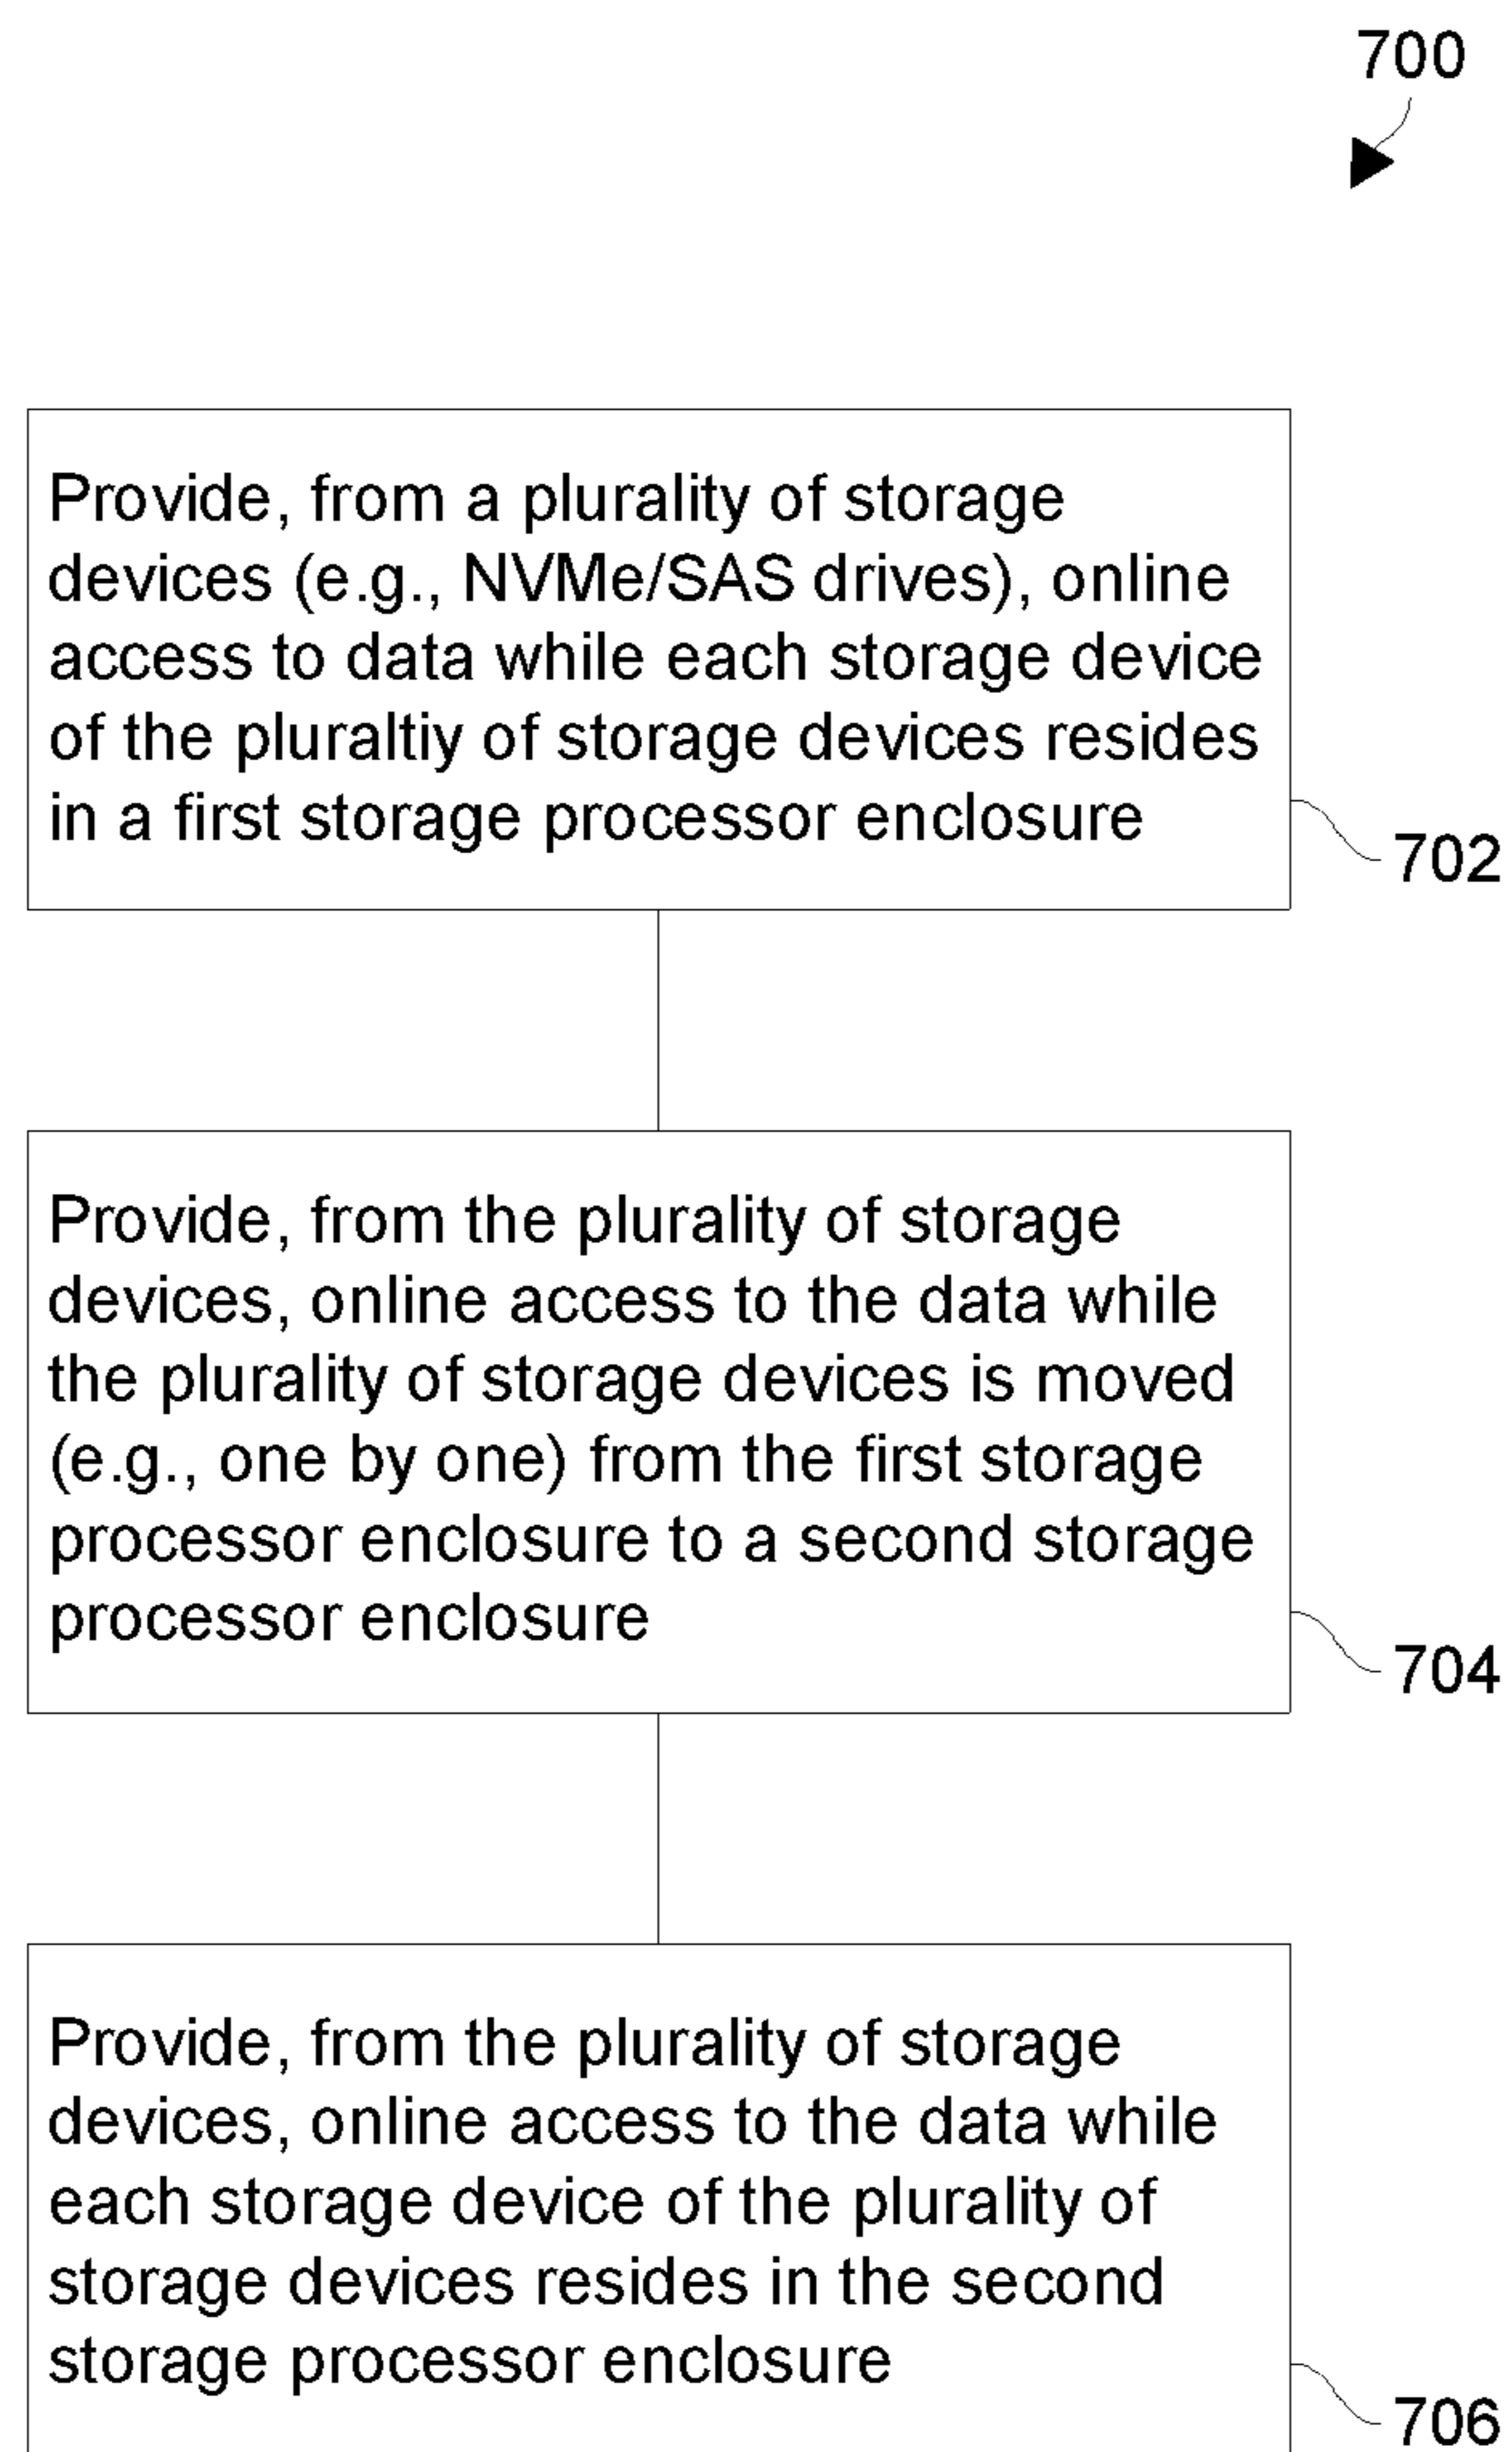 700
Provide, from a plurality of storage
devices (e.g., NVMe/SAS drives), online
access to data while each storage device
of the pluraltiy of storage devices resides
in a first storage processor enclosure
702
Provide, from the plurality of storage
devices, online access to the data while
the plurality of storage devices is moved
(e.g., one by one) from the first storage
processor enclosure to a second storage
processor enclosure
704
Provide, from the plurality of storage
devices, online access to the data while
each storage device of the plurality of
storage devices resides in the second
storage processor enclosure
706